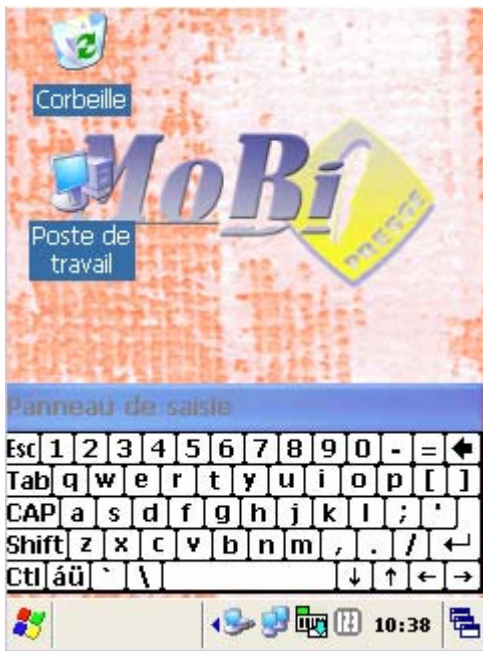 Corbeille
MoBi
PRESSE
Poste de
travail
Panneau de saisie
Esc 1 2 3 4 5 6 7 8 9 0 - =
Tab q w e r t y u i o p [ ]
CAP a s d f g h j k l ; '
Shift z x c v b n m , . / ↵
Ctl áü ` \ ↓ ↑ ← →
10:38